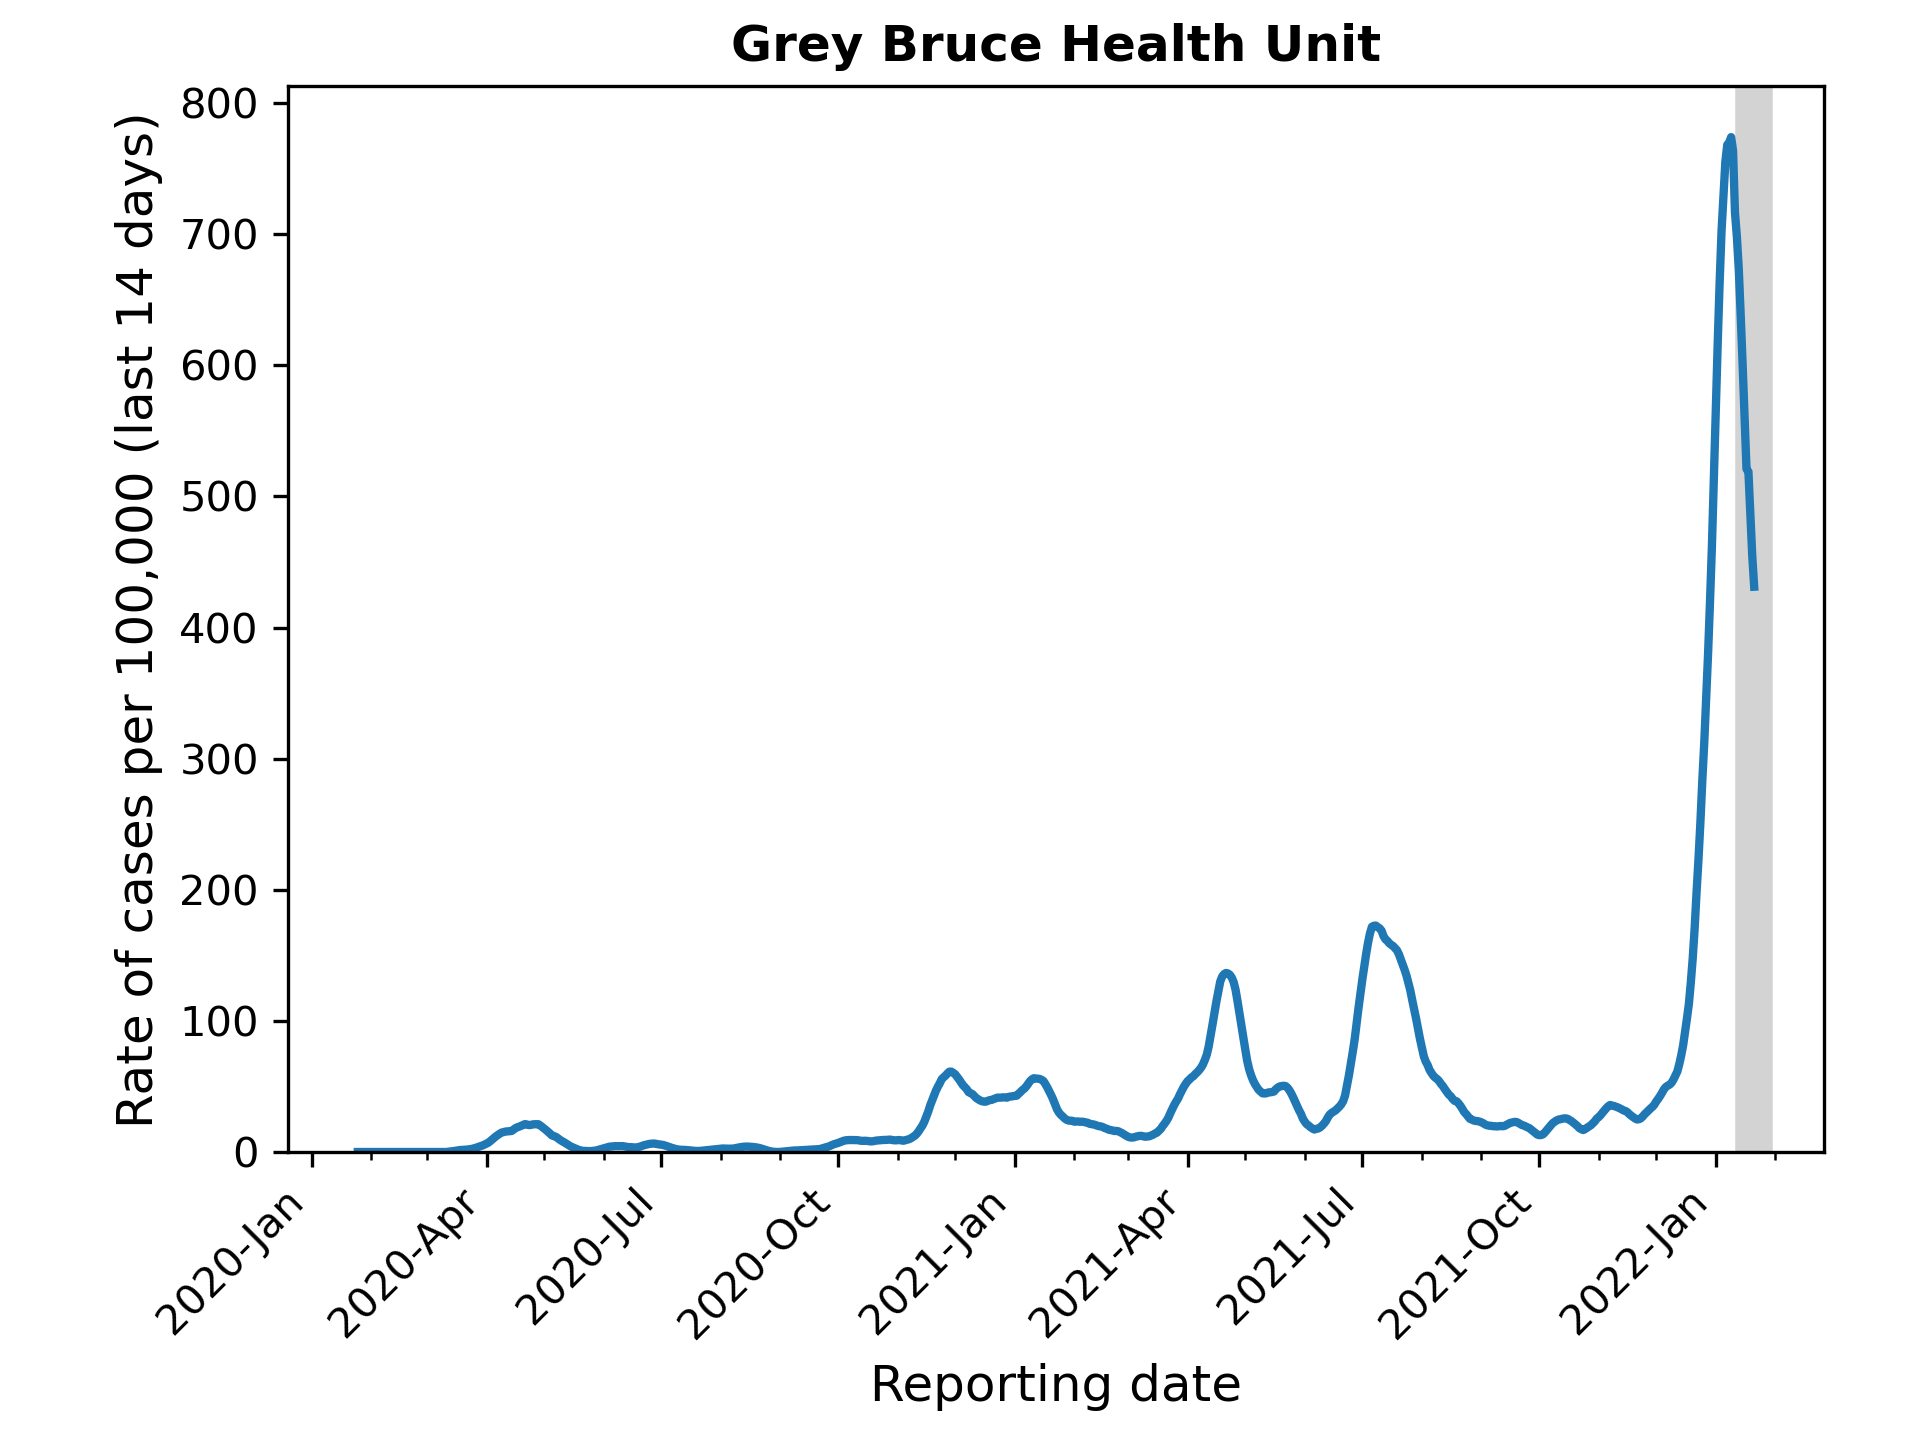 Grey Bruce Health Unit
Rate of cases per 100,000 (last 14 days)
800
700
600
500
400
300
200
100
0
2020-Jan
2020-Apr
2020-Jul
2020-Oct
2021-Jan
2021-Apr
2021-Jul
2021-Oct
2022-Jan
Reporting date